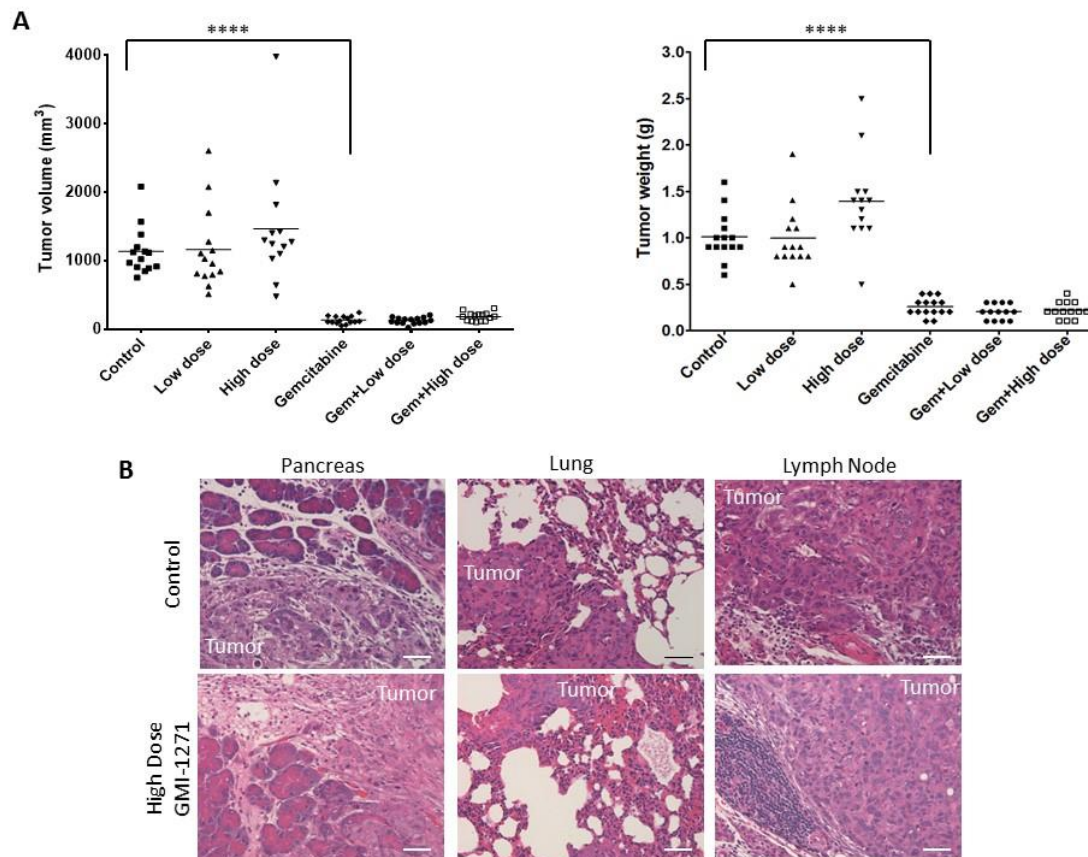 A
****
Tumor volume (mm³)
4000
3000
2000
1000
0
Control
Low dose
High dose
Gemcitabine
Gem+Low dose
Gem+High dose
****
Tumor weight (g)
3.0
2.5
2.0
1.5
1.0
0.5
0.0
Control
Low dose
High dose
Gemcitabine
Gem+Low dose
Gem+High dose
B
Pancreas
Lung
Lymph Node
Control
Tumor
Tumor
Tumor
High Dose
GMI-1271
Tumor
Tumor
Tumor